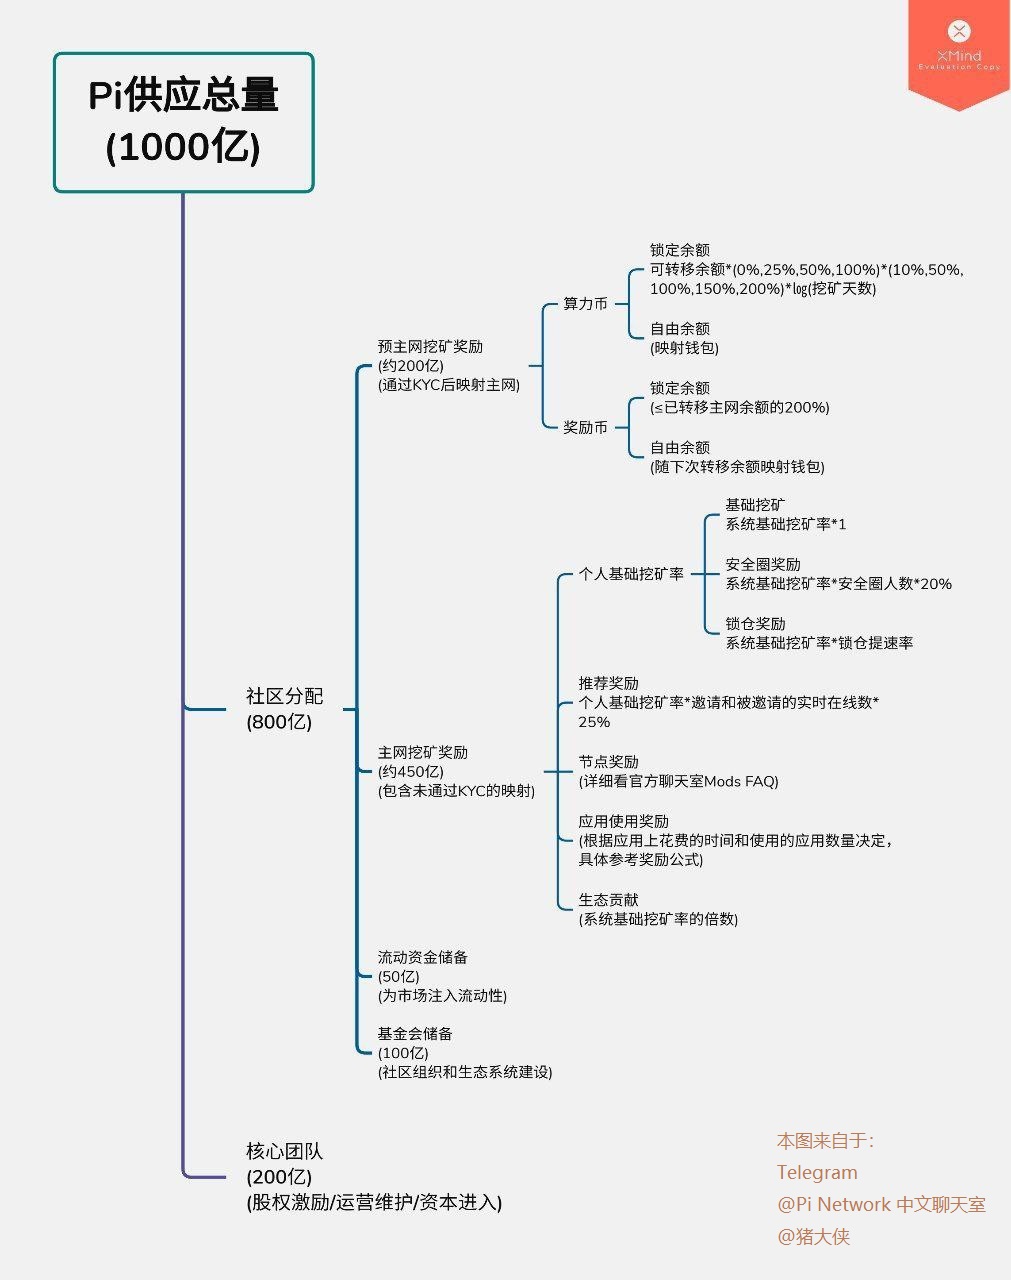 XMind
Evaluation Copy
Pi供应总量
(1000亿)
锁定余额
可转移余额*(0%,25%,50%,100%)*(10%,50%,
100%,150%,200%)*log(挖矿天数)
算力币
自由余额
(映射钱包)
预主网挖矿奖励
(约200亿)
(通过KYC后映射主网)
锁定余额
(≤已转移主网余额的200%)
奖励币
自由余额
(随下次转移余额映射钱包)
基础挖矿
系统基础挖矿率*1
个人基础挖矿率
安全圈奖励
系统基础挖矿率*安全圈人数*20%
锁仓奖励
系统基础挖矿率*锁仓提速率
社区分配
(800亿)
推荐奖励
个人基础挖矿率*邀请和被邀请的实时在线数*
25%
主网挖矿奖励
(约450亿)
(包含未通过KYC的映射)
节点奖励
(详细看官方聊天室Mods FAQ)
应用使用奖励
(根据应用上花费的时间和使用的应用数量决定，
具体参考奖励公式)
生态贡献
(系统基础挖矿率的倍数)
流动资金储备
(50亿)
(为市场注入流动性)
基金会储备
(100亿)
(社区组织和生态系统建设)
核心团队
(200亿)
(股权激励/运营维护/资本进入)
本图来自于：
Telegram
@Pi Network 中文聊天室
@猪大侠